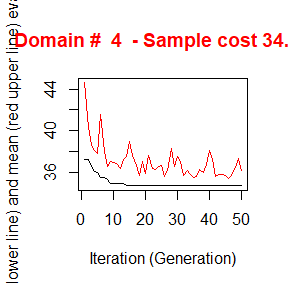 Domain # 4 - Sample cost 34.
lower line) and mean (red upper line) eva
44
40
36
0 10 20 30 40 50
Iteration (Generation)